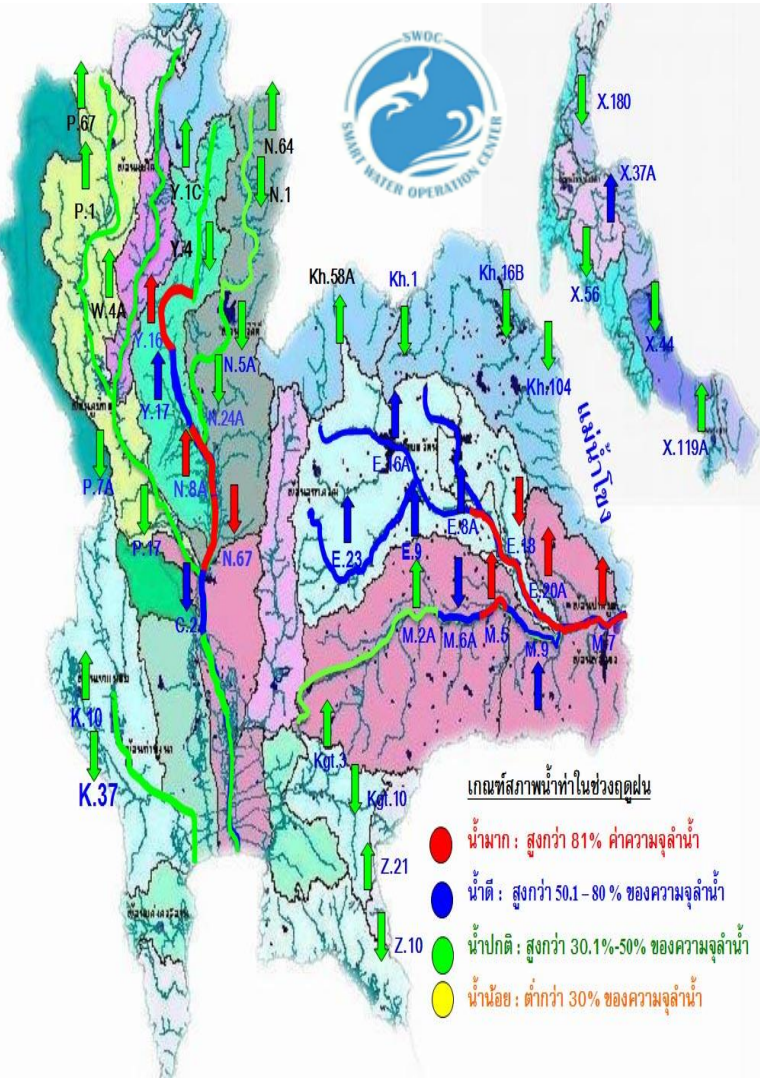 SWOC
SMART WATER OPERATION CENTER
X.180
P.67
N.64
X.37A
Y.1C
N.1
P.1
Y.4
Kh.58A
Kh.1
Kh.16B
X.56
W.4A
Y.16
X.44
N.5A
Kh.104
Y.17
N.24A
แม่น้ำโขง
X.119A
E.16A
P.7A
N.8A
E.8A
P.17
N.67
E.23
E.9
E.18
E.20A
C.2
M.2A
M.6A
M.5
M.9
M.7
K.10
Kgt.3
K.37
Kgt.10
เกณฑ์สภาพน้ำท่าในช่วงฤดูฝน
น้ำมาก : สูงกว่า 81% ค่าความจุลำน้ำ
Z.21
น้ำดี : สูงกว่า 50.1 – 80 % ของความจุลำน้ำ
Z.10
น้ำปกติ : สูงกว่า 30.1%-50% ของความจุลำน้ำ
น้ำน้อย : ต่ำกว่า 30% ของความจุลำน้ำ